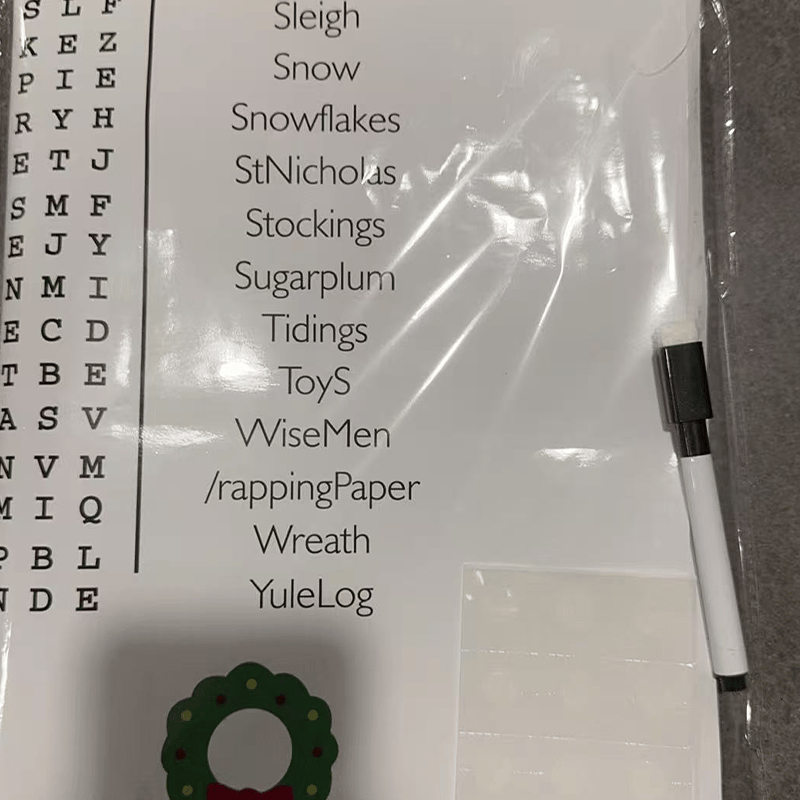 S L F
K E Z
P I E
R Y H
E T J
S M F
E J Y
N M I
E C D
T B E
A S V
N V M
M I Q
B L
D E
Sleigh
Snow
Snowflakes
StNicholas
Stockings
Sugarplum
Tidings
ToyS
WiseMen
/rappingPaper
Wreath
YuleLog